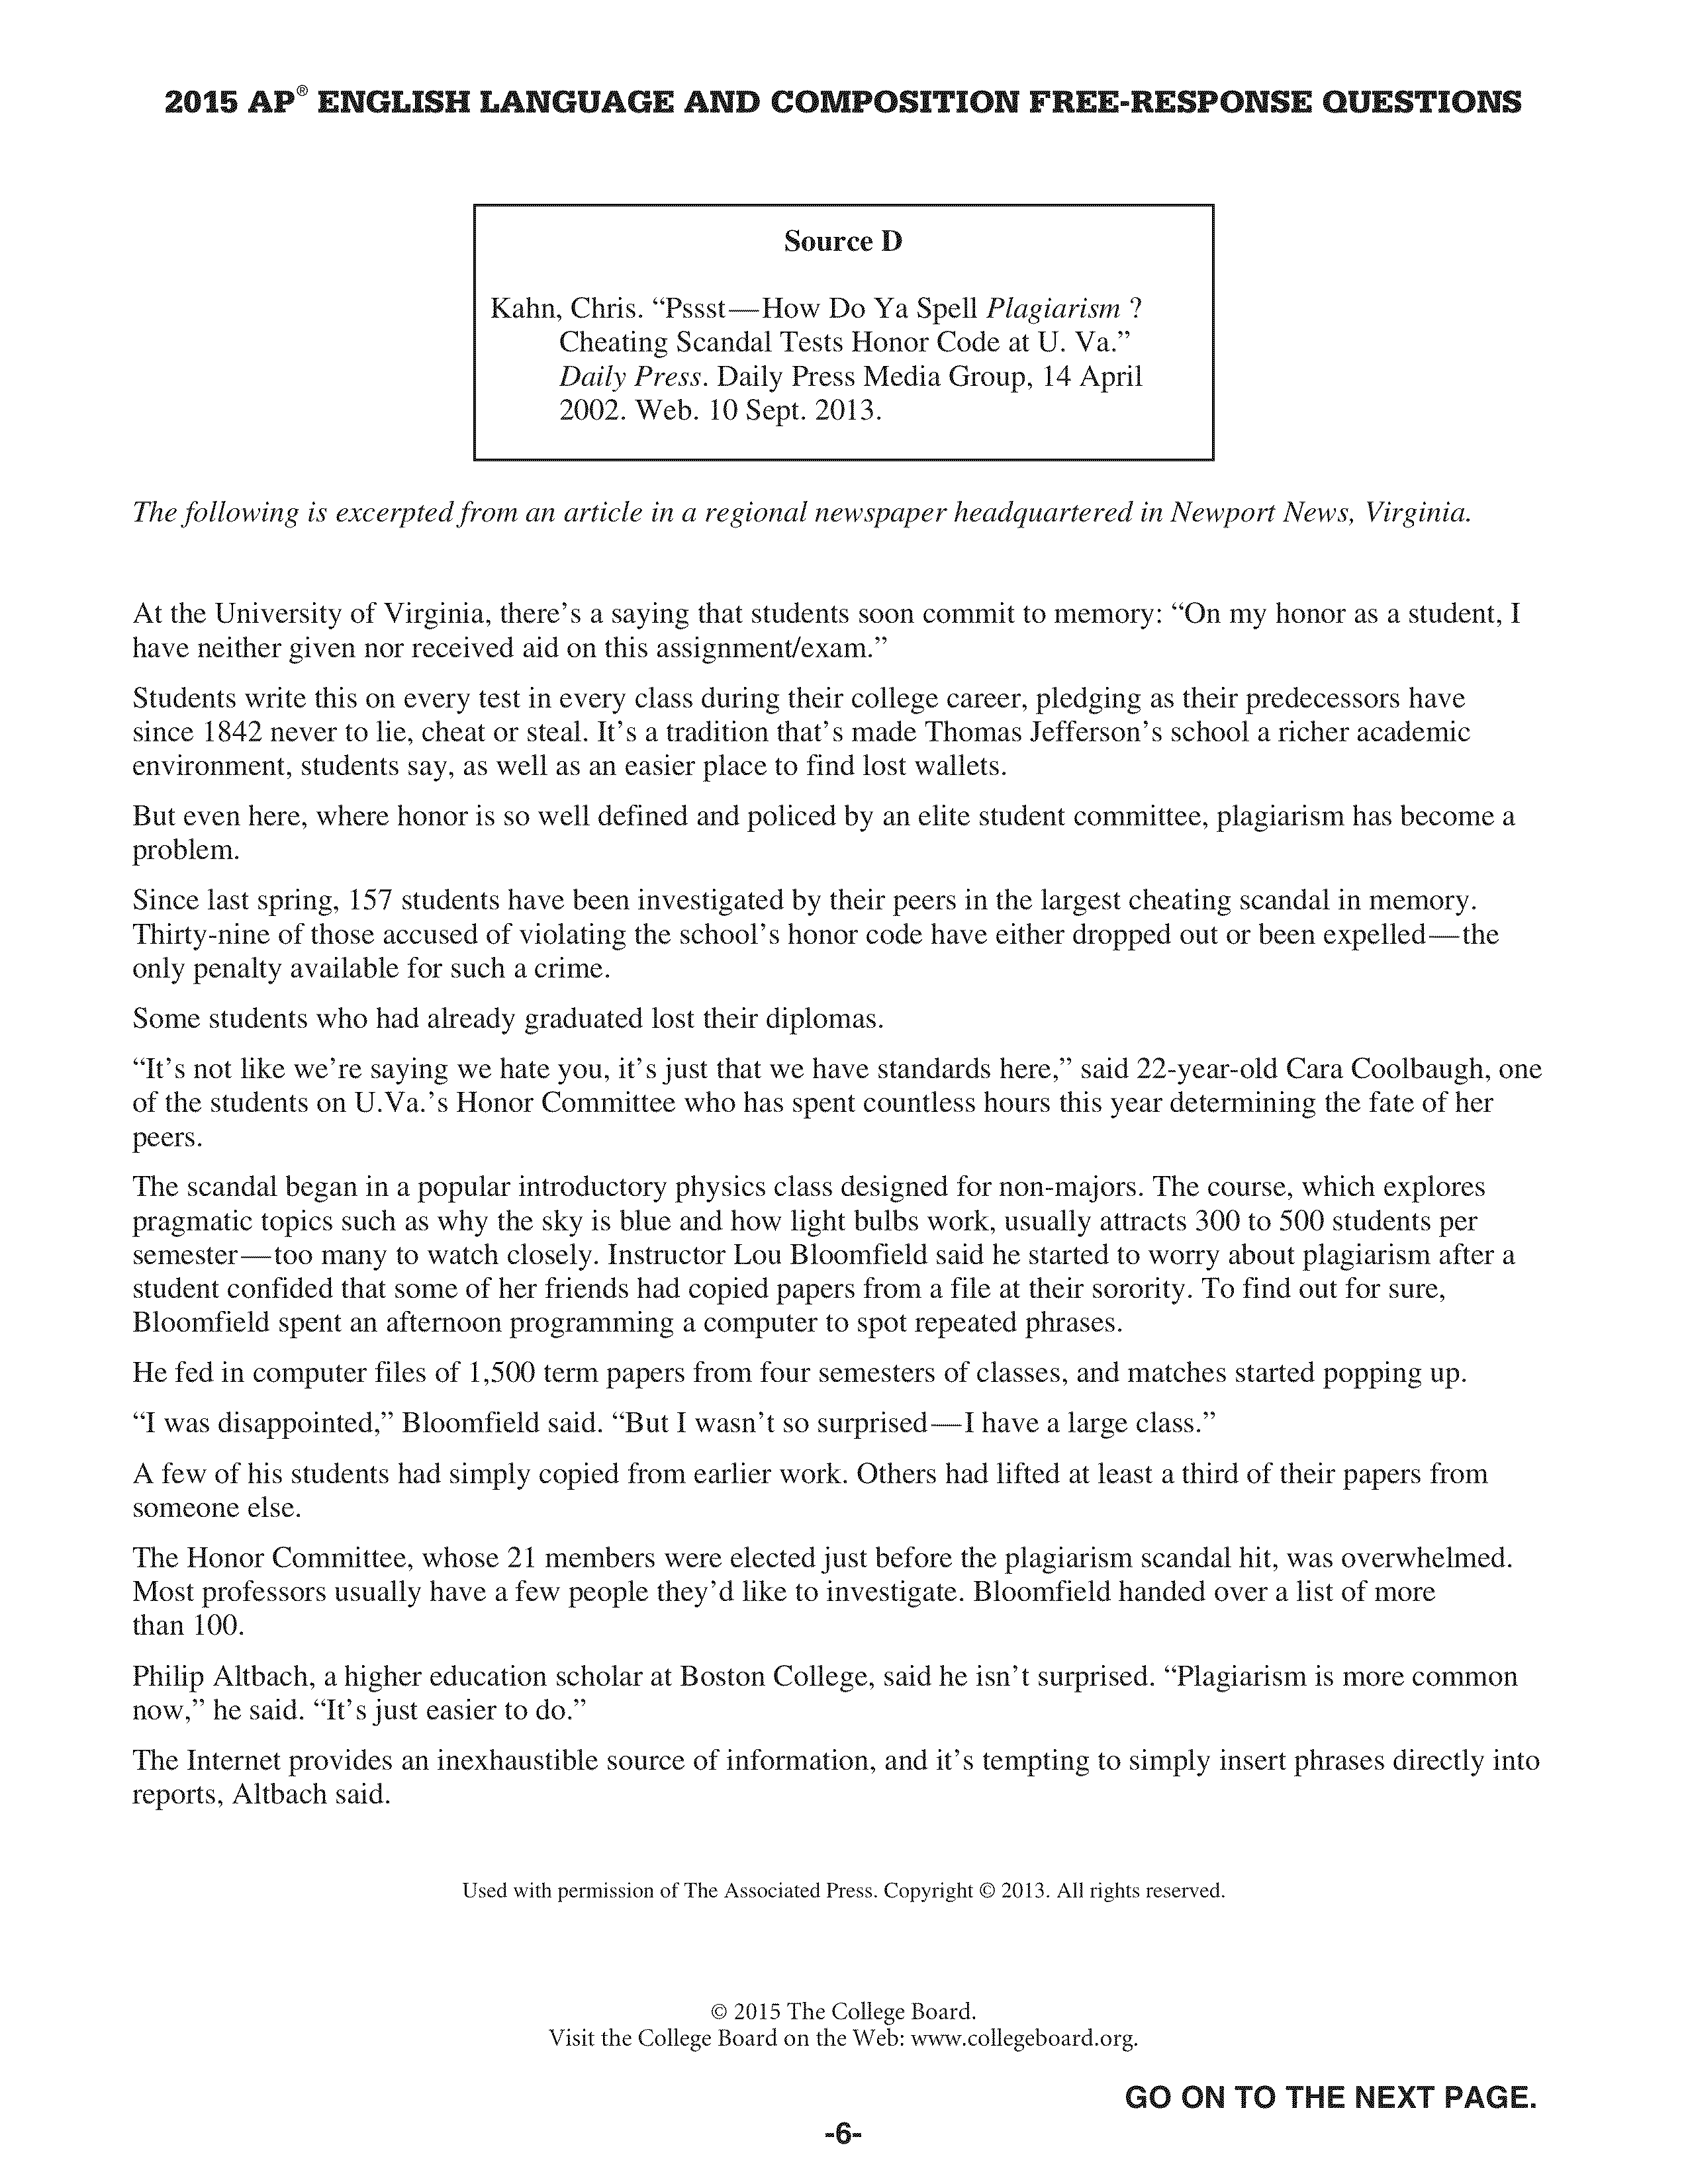 2015 AP® ENGLISH LANGUAGE AND COMPOSITION FREE-RESPONSE QUESTIONS
Source D
Kahn, Chris. “Pssst—How Do Ya Spell Plagiarism ?
Cheating Scandal Tests Honor Code at U. Va.”
Daily Press. Daily Press Media Group, 14 April
2002. Web. 10 Sept. 2013.
The following is excerpted from an article in a regional newspaper headquartered in Newport News, Virginia.
At the University of Virginia, there’s a saying that students soon commit to memory: “On my honor as a student, I
have neither given nor received aid on this assignment/exam.”
Students write this on every test in every class during their college career, pledging as their predecessors have
since 1842 never to lie, cheat or steal. It’s a tradition that’s made Thomas Jefferson’s school a richer academic
environment, students say, as well as an easier place to find lost wallets.
But even here, where honor is so well defined and policed by an elite student committee, plagiarism has become a
problem.
Since last spring, 157 students have been investigated by their peers in the largest cheating scandal in memory.
Thirty-nine of those accused of violating the school’s honor code have either dropped out or been expelled—the
only penalty available for such a crime.
Some students who had already graduated lost their diplomas.
“It’s not like we’re saying we hate you, it’s just that we have standards here,” said 22-year-old Cara Coolbaugh, one
of the students on U.Va.’s Honor Committee who has spent countless hours this year determining the fate of her
peers.
The scandal began in a popular introductory physics class designed for non-majors. The course, which explores
pragmatic topics such as why the sky is blue and how light bulbs work, usually attracts 300 to 500 students per
semester—too many to watch closely. Instructor Lou Bloomfield said he started to worry about plagiarism after a
student confided that some of her friends had copied papers from a file at their sorority. To find out for sure,
Bloomfield spent an afternoon programming a computer to spot repeated phrases.
He fed in computer files of 1,500 term papers from four semesters of classes, and matches started popping up.
“I was disappointed,” Bloomfield said. “But I wasn’t so surprised—I have a large class.”
A few of his students had simply copied from earlier work. Others had lifted at least a third of their papers from
someone else.
The Honor Committee, whose 21 members were elected just before the plagiarism scandal hit, was overwhelmed.
Most professors usually have a few people they’d like to investigate. Bloomfield handed over a list of more
than 100.
Philip Altbach, a higher education scholar at Boston College, said he isn’t surprised. “Plagiarism is more common
now,” he said. “It’s just easier to do.”
The Internet provides an inexhaustible source of information, and it’s tempting to simply insert phrases directly into
reports, Altbach said.
Used with permission of The Associated Press. Copyright © 2013. All rights reserved.
© 2015 The College Board.
Visit the College Board on the Web: www.collegeboard.org.
GO ON TO THE NEXT PAGE.
-6-